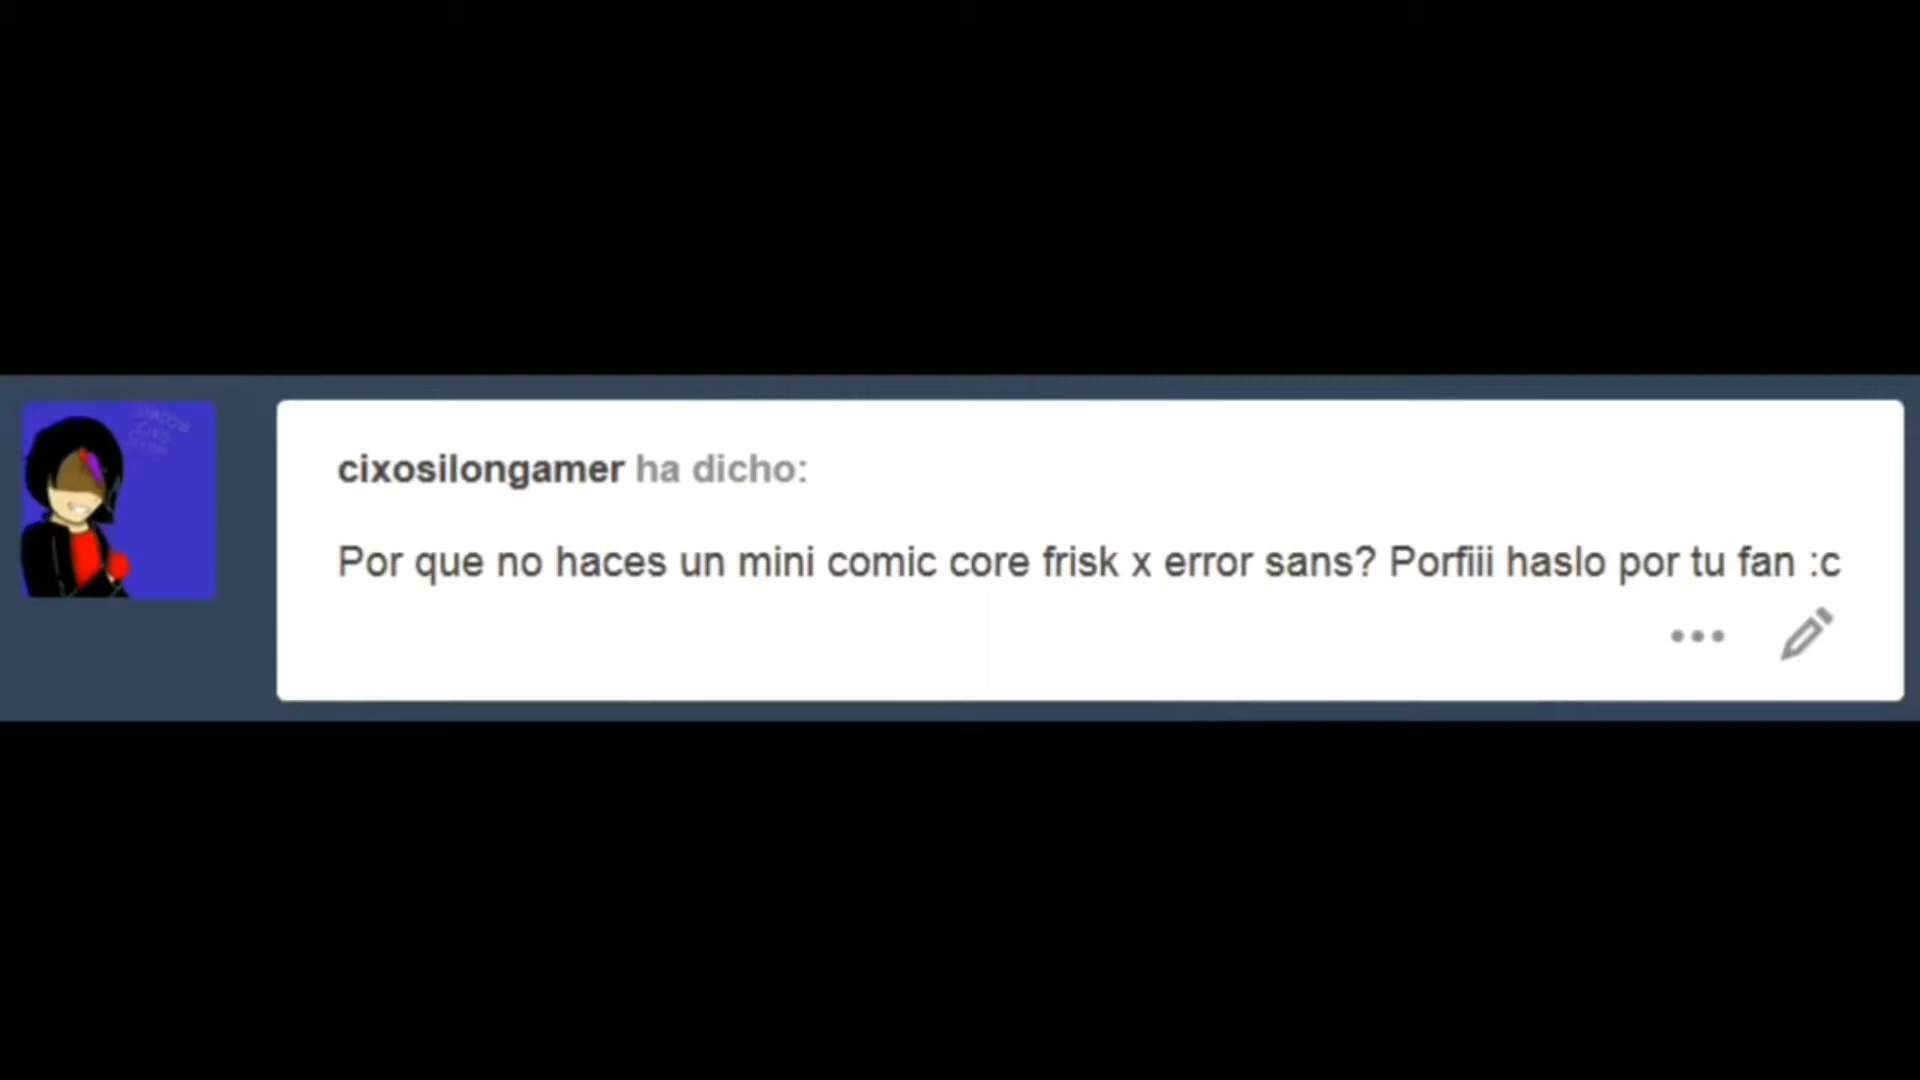 cixosilongamer ha dicho:
Por que no haces un mini comic core frisk x error sans? Porfiii haslo por tu fan :c